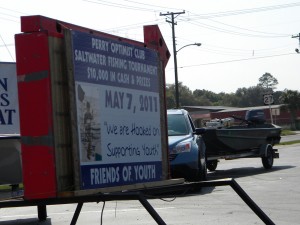 PERRY OPTIMIST CLUB
SALTWATER FISHING TOURNAMENT
$10,000 IN CASH & PRIZES
MAY 7, 2011
"We are Hooked on
Supporting Youth"
FRIENDS OF YOUTH